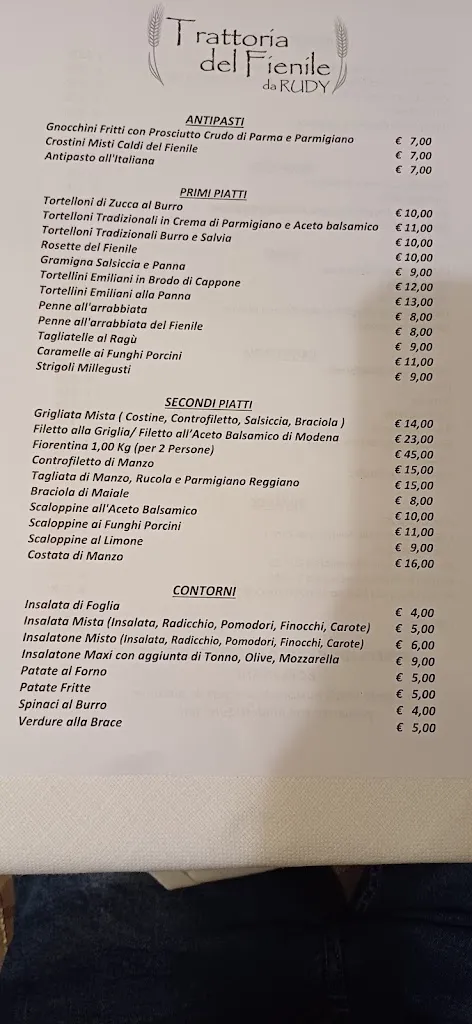 Trattoria
del Fienile
da RUDY
ANTIPASTI
Gnocchini Fritti con Prosciutto Crudo di Parma e Parmigiano € 7,00
Crostini Misti Caldi del Fienile € 7,00
Antipasto all'Italiana € 7,00
PRIMI PIATTI
Tortelloni di Zucca al Burro € 10,00
Tortelloni Tradizionali in Crema di Parmigiano e Aceto balsamico € 11,00
Tortelloni Tradizionali Burro e Salvia € 10,00
Rosette del Fienile € 10,00
Gramigna Salsiccia e Panna € 9,00
Tortellini Emiliani in Brodo di Cappone € 12,00
Tortellini Emiliani alla Panna € 13,00
Penne all'arrabbiata € 8,00
Penne all'arrabbiata del Fienile € 8,00
Tagliatelle al Ragù € 9,00
Caramelle ai Funghi Porcini € 11,00
Strigoli Millegusti € 9,00
SECONDI PIATTI
Grigliata Mista ( Costine, Controfiletto, Salsiccia, Braciola ) € 14,00
Filetto alla Griglia/ Filetto all'Aceto Balsamico di Modena € 23,00
Fiorentina 1,00 Kg (per 2 Persone) € 45,00
Controfiletto di Manzo € 15,00
Tagliata di Manzo, Rucola e Parmigiano Reggiano € 15,00
Braciola di Maiale € 8,00
Scaloppine all'Aceto Balsamico € 10,00
Scaloppine ai Funghi Porcini € 11,00
Scaloppine al Limone € 9,00
Costata di Manzo € 16,00
CONTORNI
Insalata di Foglia € 4,00
Insalata Mista (Insalata, Radicchio, Pomodori, Finocchi, Carote) € 5,00
Insalatone Misto (Insalata, Radicchio, Pomodori, Finocchi, Carote) € 6,00
Insalatone Maxi con aggiunta di Tonno, Olive, Mozzarella € 9,00
Patate al Forno € 5,00
Patate Fritte € 5,00
Spinaci al Burro € 4,00
Verdure alla Brace € 5,00